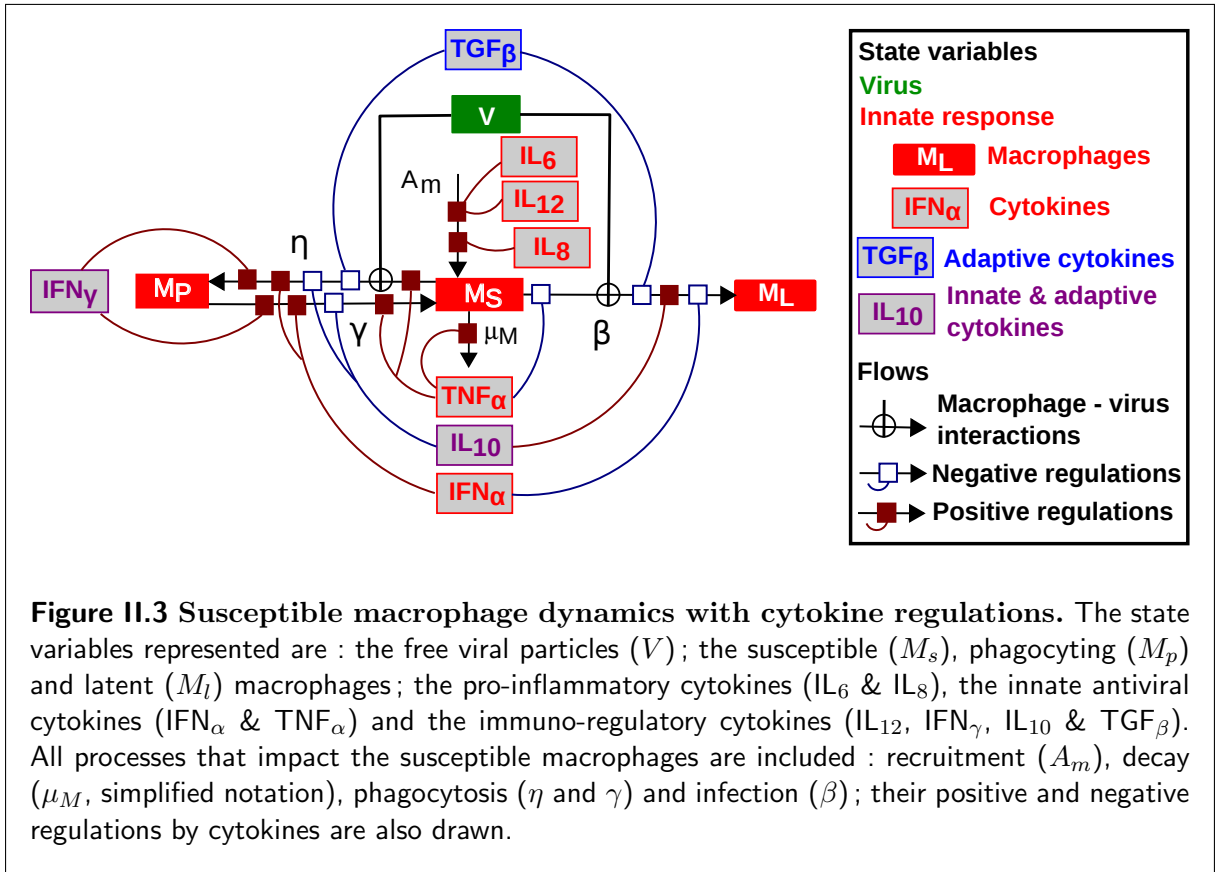 TGFβ
V
IL6
Am
IL12
IL8
η
IFNγ
MP
MS
ML
γ
μM
β
TNFα
IL10
IFNα
State variables
Virus
Innate response
ML Macrophages
IFNα Cytokines
TGFβ Adaptive cytokines
IL10 Innate & adaptive
cytokines
Flows
Macrophage - virus
interactions
Negative regulations
Positive regulations
Figure II.3 Susceptible macrophage dynamics with cytokine regulations. The state
variables represented are : the free viral particles (V) ; the susceptible (Ms), phagocyting (Mp)
and latent (Ml) macrophages ; the pro-inflammatory cytokines (IL6 & IL8), the innate antiviral
cytokines (IFNα & TNFα) and the immuno-regulatory cytokines (IL12, IFNγ, IL10 & TGFβ).
All processes that impact the susceptible macrophages are included : recruitment (Am), decay
(μM, simplified notation), phagocytosis (η and γ) and infection (β) ; their positive and negative
regulations by cytokines are also drawn.